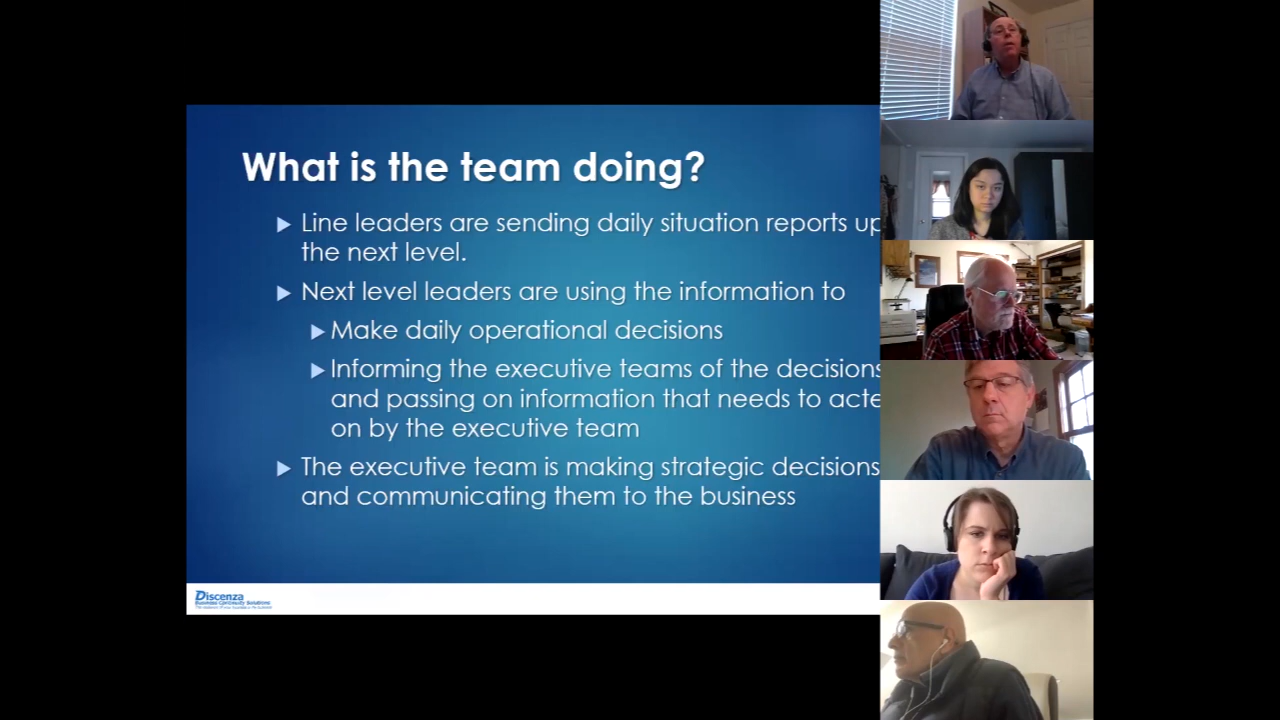 What is the team doing?
Line leaders are sending daily situation reports up
the next level.
Next level leaders are using the information to
Make daily operational decisions
Informing the executive teams of the decisions
and passing on information that needs to acte
on by the executive team
The executive team is making strategic decisions
and communicating them to the business
Discenza
Business Continuity Solutions